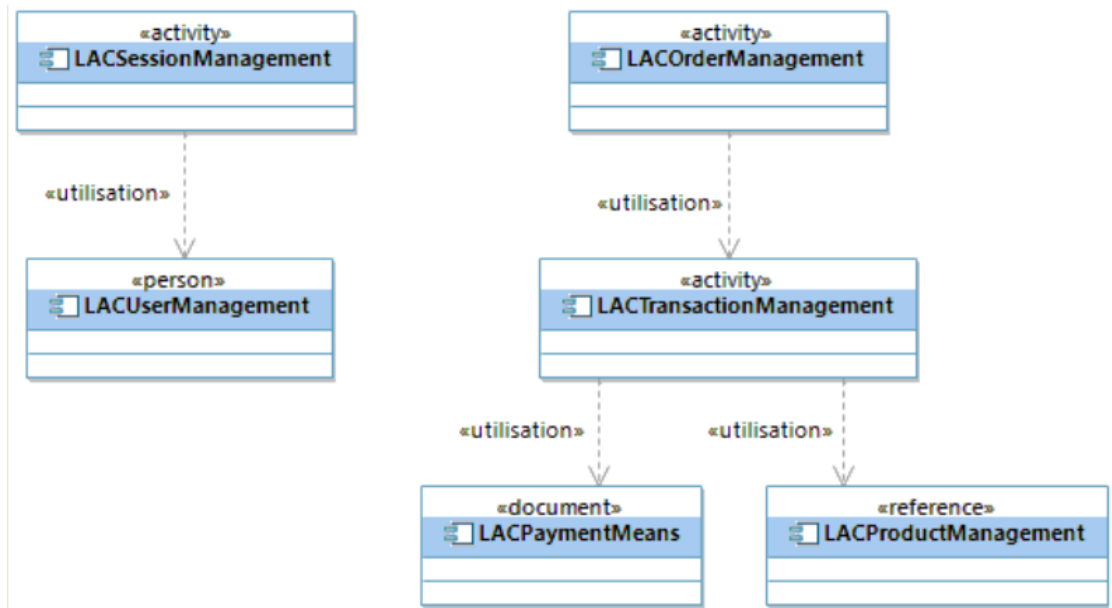 «activity»
LACSessionManagement
«activity»
LACOrderManagement
«utilisation»
«utilisation»
«person»
LACUserManagement
«activity»
LACTransactionManagement
«utilisation»
«utilisation»
«document»
LACPaymentMeans
«reference»
LACProductManagement